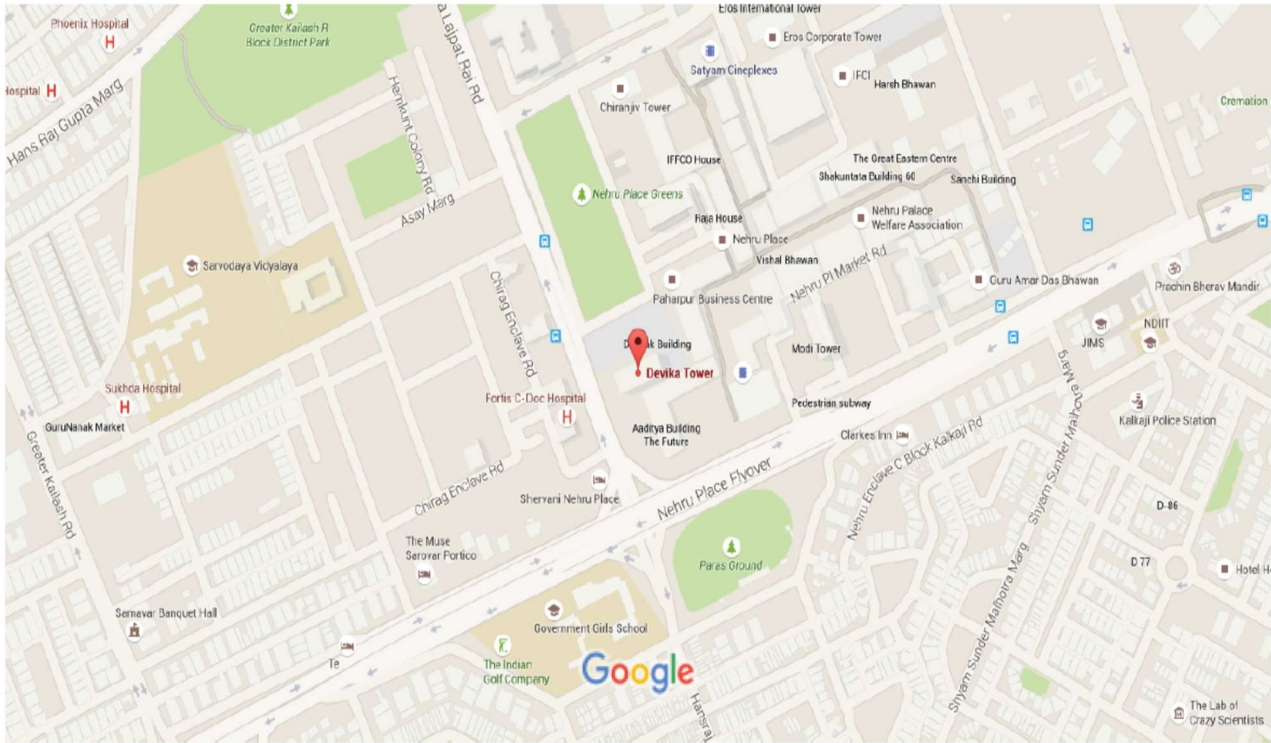 Eros International Tower
Phoenix Hospital
Greater Kailash R
Block District Park
a Lajpat Rai Rd
Eros Corporate Tower
Satyam Cineplexes
IFCI
Harsh Bhawan
Hospital
Chiranjiv Tower
Cremation
Hans Raj Gupta Marg
Hemkunt Colony Rd
IFFCO House
The Great Eastern Centre
Shakuntata Building 60
Sanchi Building
Nehru Place Greens
Asay Marg
Raja House
Nehru Palace
Welfare Association
Nehru Place
Vishal Bhawan
Sarvodaya Vidyalaya
Nehru Pl Market Rd
Guru Amar Das Bhawan
Prachin Bherav Mandir
Chirag Enclave Rd
Paharpur Business Centre
NDIIT
JIMS
Building
Modi Tower
Devika Tower
Sukhda Hospital
Fortis C-Doc Hospital
Pedestrian subway
GuruNanak Market
Aaditya Building
The Future
Clarkes Inn
Kalkaji Police Station
Greater Kailash Rd
Chirag Enclave Rd
Shervani Nehru Place
Nehru Place Flyover
Nehru Enclave C Block Kalkaji Rd
Shyam Sunder Malhotra Marg
D-86
The Muse
Sarovar Portico
Paras Ground
D 77
Hotel H
Samavar Banquet Hall
Government Girls School
Te
The Indian
Golf Company
Google
Shyam Sunder Malhotra Marg
Hansraj
The Lab of
Crazy Scientists